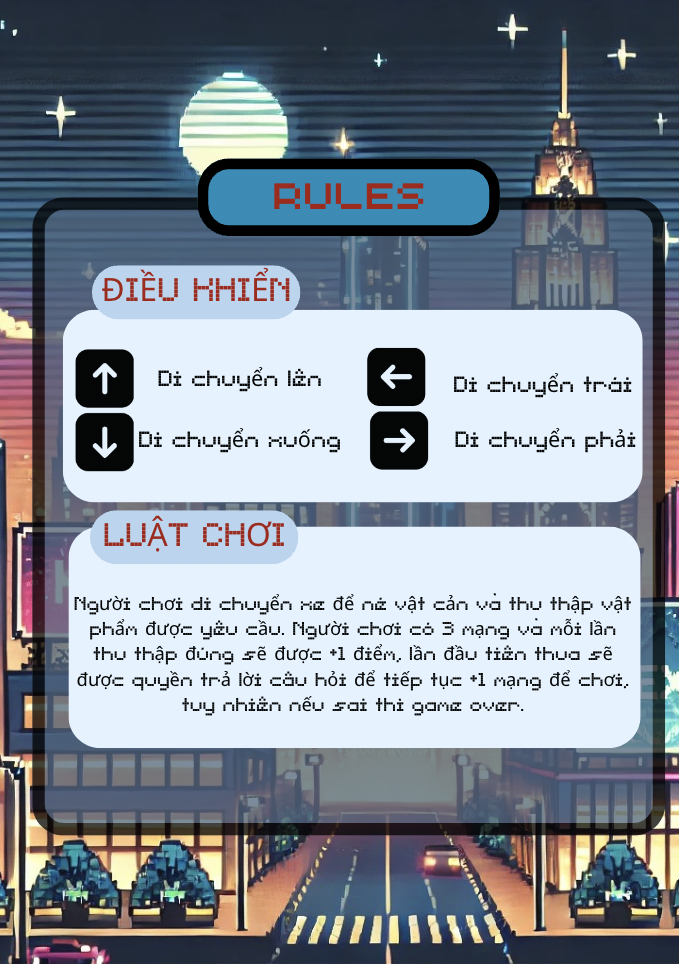 RULES
ĐIỀU KHIỂN
Di chuyển lên
Di chuyển trái
Di chuyển xuống
Di chuyển phải
LUẬT CHƠI
Người chơi di chuyển xe để né vật cản và thu thập vật
phẩm được yêu cầu. Người chơi có 3 mạng và mỗi lần
thu thập đúng sẽ được +1 điểm, lần đầu tiên thua sẽ
được quyền trả lời câu hỏi để tiếp tục +1 mạng để chơi,
tuy nhiên nếu sai thì game over.